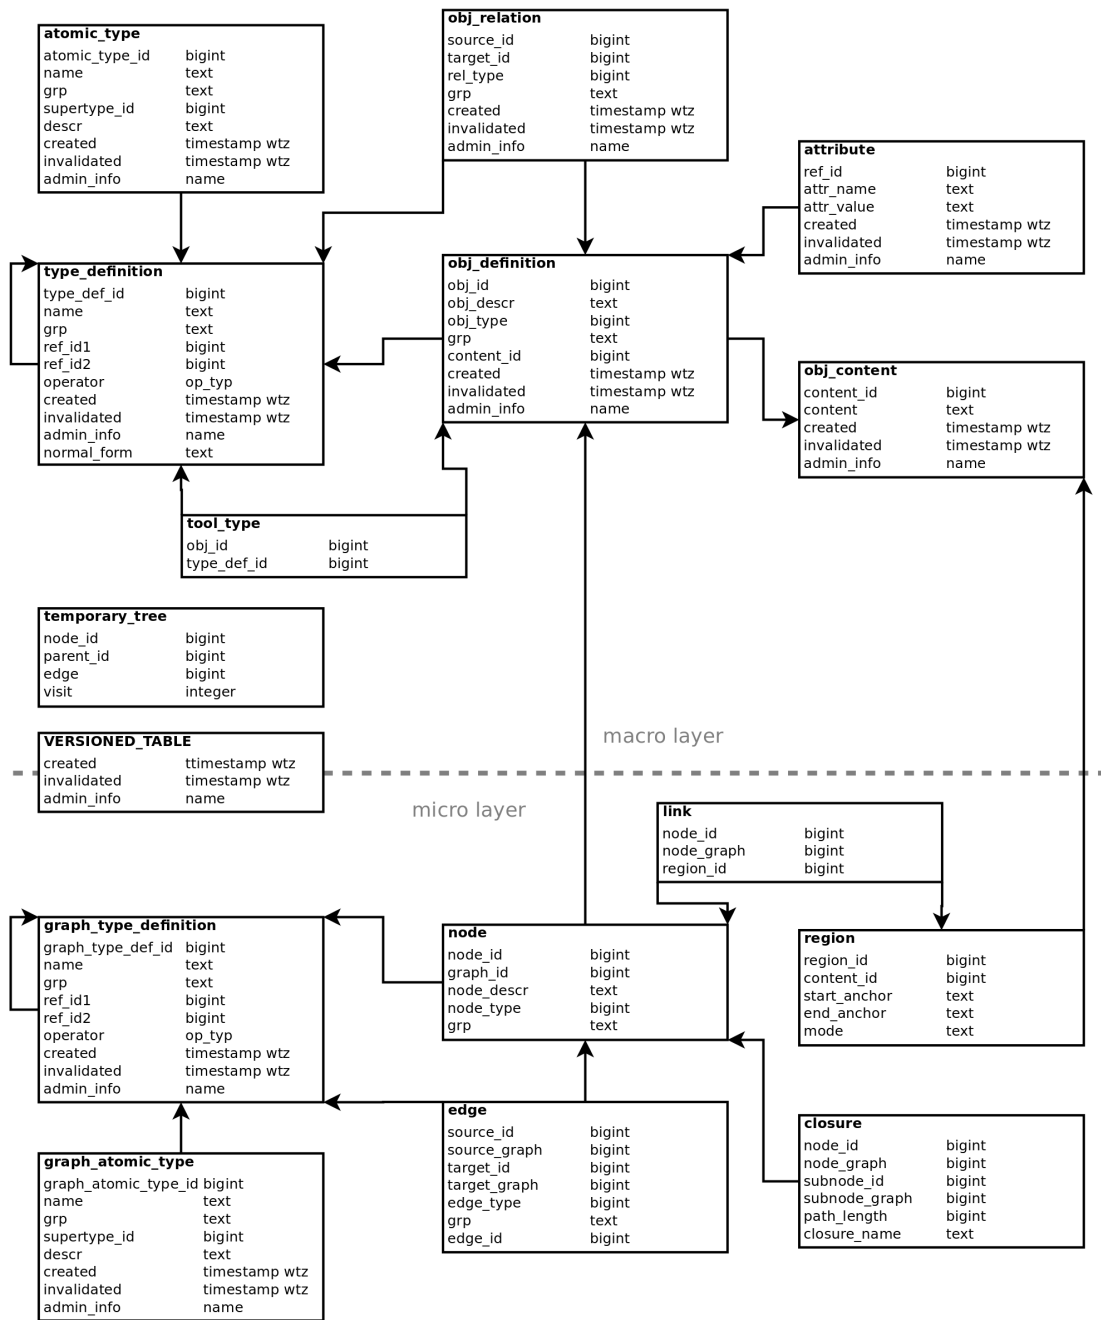 atomic_type
atomic_type_id bigint
name text
grp text
supertype_id bigint
descr text
created timestamp wtz
invalidated timestamp wtz
admin_info name
obj_relation
source_id bigint
target_id bigint
rel_type bigint
grp text
created timestamp wtz
invalidated timestamp wtz
admin_info name
attribute
ref_id bigint
attr_name text
attr_value text
created timestamp wtz
invalidated timestamp wtz
admin_info name
type_definition
type_def_id bigint
name text
grp text
ref_id1 bigint
ref_id2 bigint
operator op_typ
created timestamp wtz
invalidated timestamp wtz
admin_info name
normal_form text
obj_definition
obj_id bigint
obj_descr text
obj_type bigint
grp text
content_id bigint
created timestamp wtz
invalidated timestamp wtz
admin_info name
obj_content
content_id bigint
content text
created timestamp wtz
invalidated timestamp wtz
admin_info name
tool_type
obj_id bigint
type_def_id bigint
temporary_tree
node_id bigint
parent_id bigint
edge bigint
visit integer
VERSIONED_TABLE
created ttimestamp wtz
invalidated timestamp wtz
admin_info name
macro layer
micro layer
link
node_id bigint
node_graph bigint
region_id bigint
graph_type_definition
graph_type_def_id bigint
name text
grp text
ref_id1 bigint
ref_id2 bigint
operator op_typ
created timestamp wtz
invalidated timestamp wtz
admin_info name
node
node_id bigint
graph_id bigint
node_descr text
node_type bigint
grp text
region
region_id bigint
content_id bigint
start_anchor text
end_anchor text
mode text
graph_atomic_type
graph_atomic_type_id bigint
name text
grp text
supertype_id bigint
descr text
created timestamp wtz
invalidated timestamp wtz
admin_info name
edge
source_id bigint
source_graph bigint
target_id bigint
target_graph bigint
edge_type bigint
grp text
edge_id bigint
closure
node_id bigint
node_graph bigint
subnode_id bigint
subnode_graph bigint
path_length bigint
closure_name text